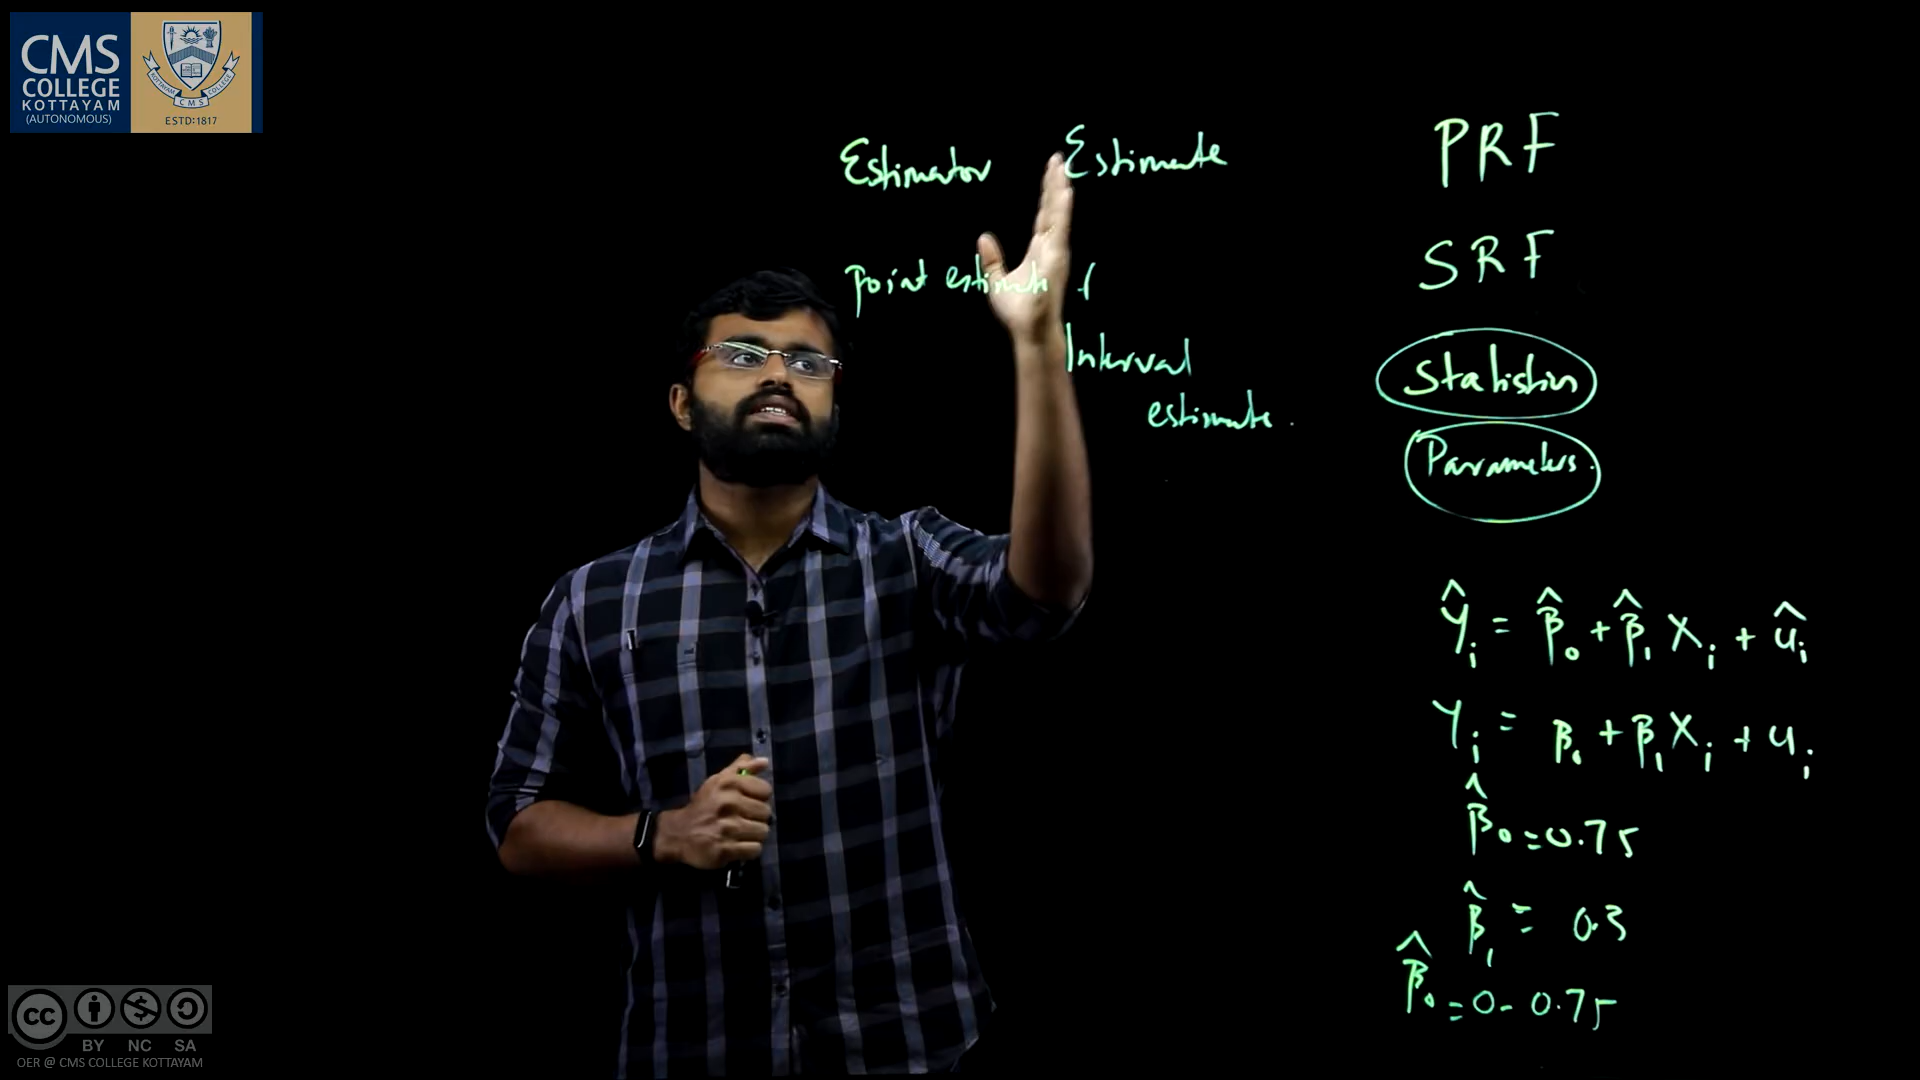 CMS
COLLEGE
KOTTAYAM
(AUTONOMOUS)
CMS
ESTD:1817
Estimator Estimate
Point estimate &
Interval
estimate.
PRF
SRF
Statistics
Parameters.
Ŷi = β̂0 + β̂1 Xi + ûi
Yi = β0 + β1 Xi + ui
β̂0 = 0.75
β̂1 = 0.3
β̂0 = 0 - 0.75
cc
BY NC SA
OER @ CMS COLLEGE KOTTAYAM